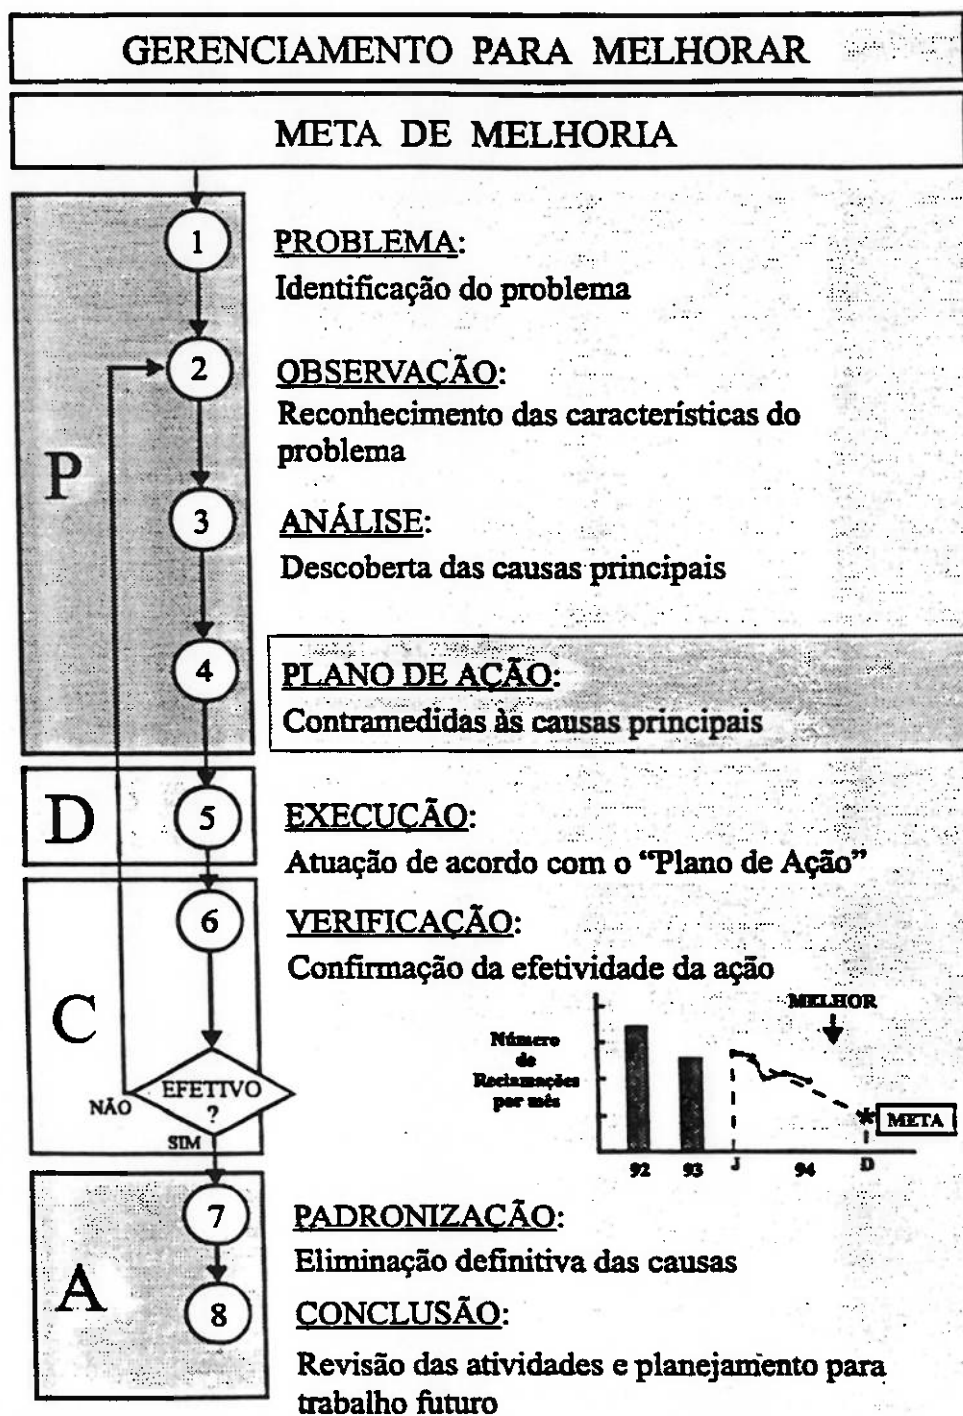 GERENCIAMENTO PARA MELHORAR
META DE MELHORIA
P
1
PROBLEMA:
Identificação do problema
2
OBSERVAÇÃO:
Reconhecimento das características do
problema
3
ANÁLISE:
Descoberta das causas principais
4
PLANO DE AÇÃO:
Contramedidas às causas principais
D
5
EXECUÇÃO:
Atuação de acordo com o “Plano de Ação”
C
6
VERIFICAÇÃO:
Confirmação da efetividade da ação
EFETIVO
?
NÃO
SIM
Número
de
Reclamações
por mês
MELHOR
META
92 93 J 94 D
A
7
PADRONIZAÇÃO:
Eliminação definitiva das causas
8
CONCLUSÃO:
Revisão das atividades e planejamento para
trabalho futuro